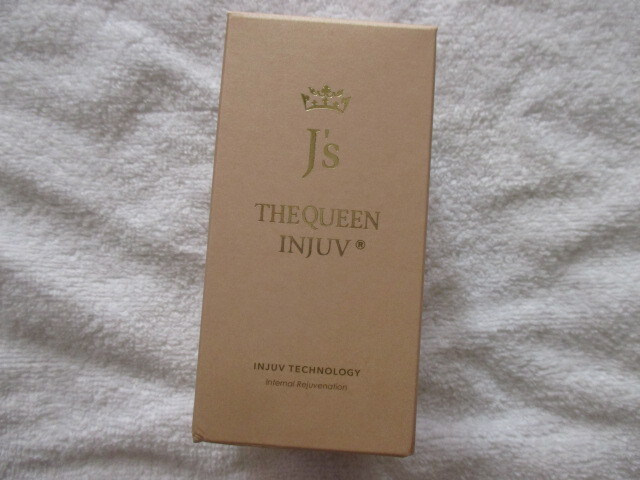 J's
THEQUEEN
INJUV ®
INJUV TECHNOLOGY
Internal Rejuvenation